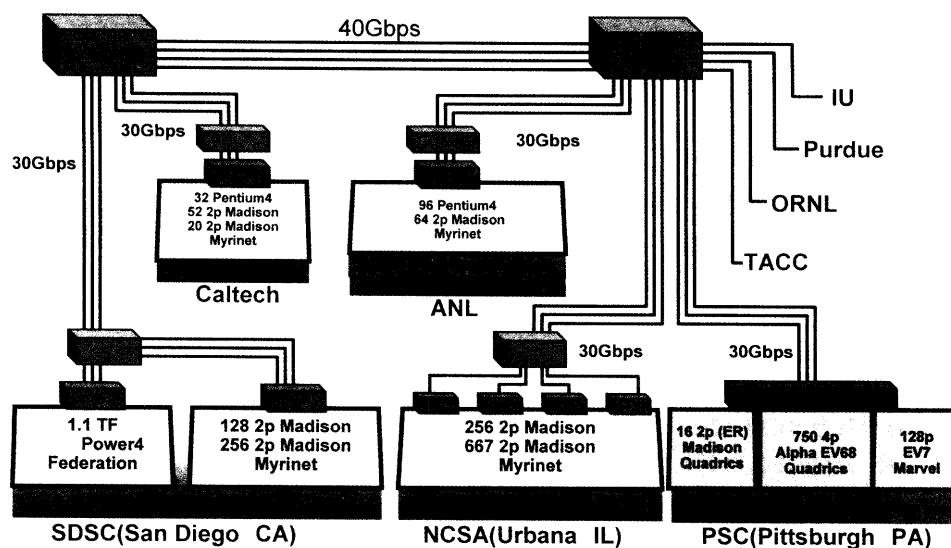 40Gbps
IU
Purdue
ORNL
TACC
30Gbps
30Gbps
30Gbps
32 Pentium4
52 2p Madison
20 2p Madison
Myrinet
Caltech
96 Pentium4
64 2p Madison
Myrinet
ANL
30Gbps
30Gbps
1.1 TF
Power4
Federation
128 2p Madison
256 2p Madison
Myrinet
256 2p Madison
667 2p Madison
Myrinet
16 2p (ER)
Madison
Quadrics
750 4p
Alpha EV68
Quadrics
128p
EV7
Marvel
SDSC(San Diego CA)
NCSA(Urbana IL)
PSC(Pittsburgh PA)